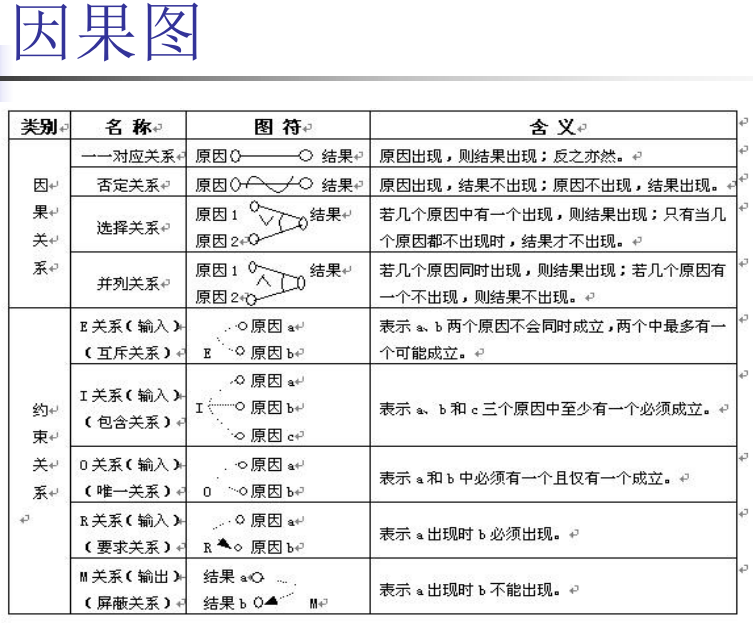 因果图
类别 名 称 图 符 含 义
因果关系
一一对应关系 原因 结果 原因出现，则结果出现；反之亦然。
否定关系 原因 结果 原因出现，结果不出现；原因不出现，结果出现。
选择关系
原因 1 ∨ 结果
原因 2
若几个原因中有一个出现，则结果出现；只有当几
个原因都不出现时，结果才不出现。
并列关系
原因 1 ∧ 结果
原因 2
若几个原因同时出现，则结果出现；若几个原因有
一个不出现，则结果不出现。
约束关系
E 关系（输入）
（互斥关系）
原因 a
E 原因 b
表示 a、b 两个原因不会同时成立，两个中最多有一
个可能成立。
I 关系（输入）
（包含关系）
原因 a
I 原因 b
原因 c
表示 a、b 和 c 三个原因中至少有一个必须成立。
O 关系（输入）
（唯一关系）
原因 a
O 原因 b
表示 a 和 b 中必须有一个且仅有一个成立。
R 关系（输入）
（要求关系）
原因 a
R 原因 b
表示 a 出现时 b 必须出现。
M 关系（输出）
（屏蔽关系）
结果 a
结果 b M
表示 a 出现时 b 不能出现。